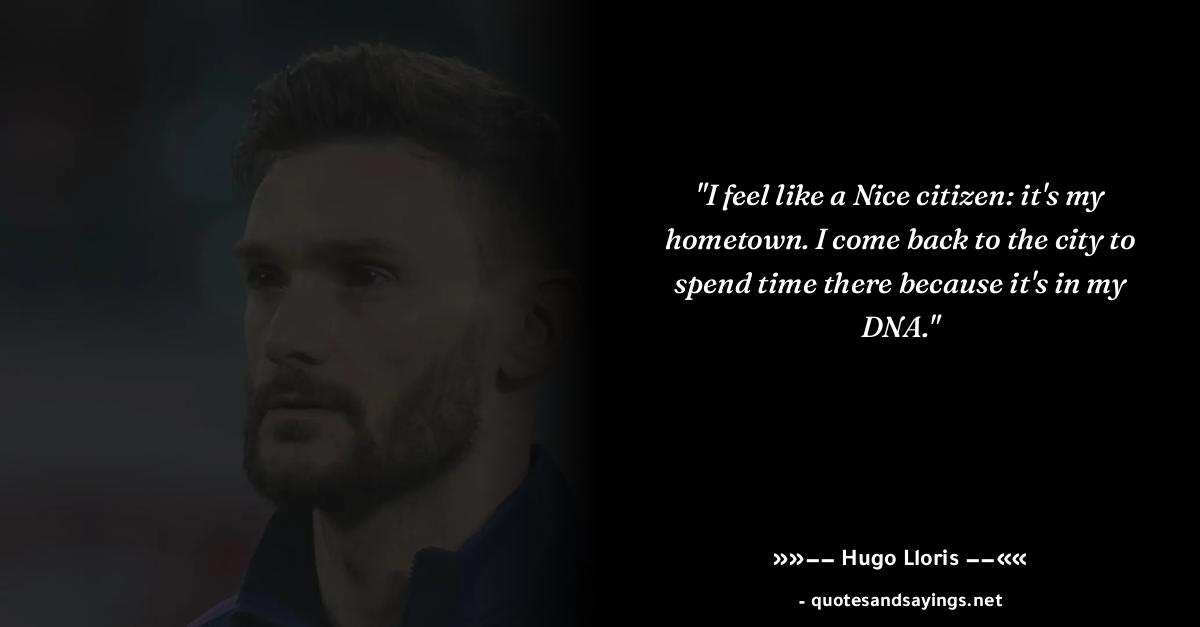 "I feel like a Nice citizen: it's my
hometown. I come back to the city to
spend time there because it's in my
DNA."
»»–– Hugo Lloris ––««
- quotesandsayings.net